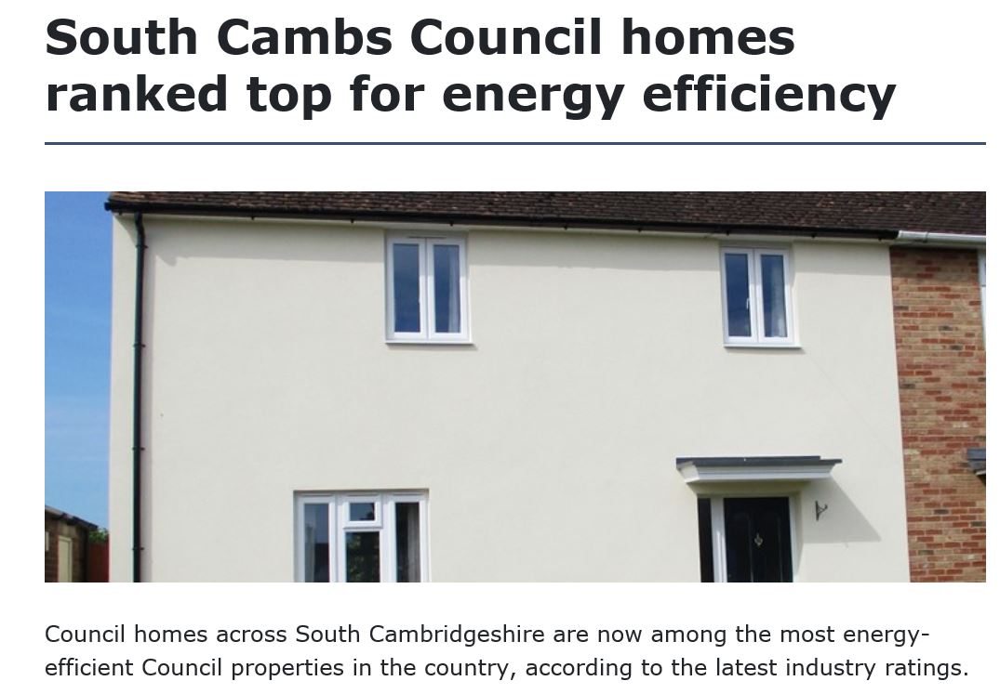 South Cambs Council homes
ranked top for energy efficiency
Council homes across South Cambridgeshire are now among the most energy-
efficient Council properties in the country, according to the latest industry ratings.